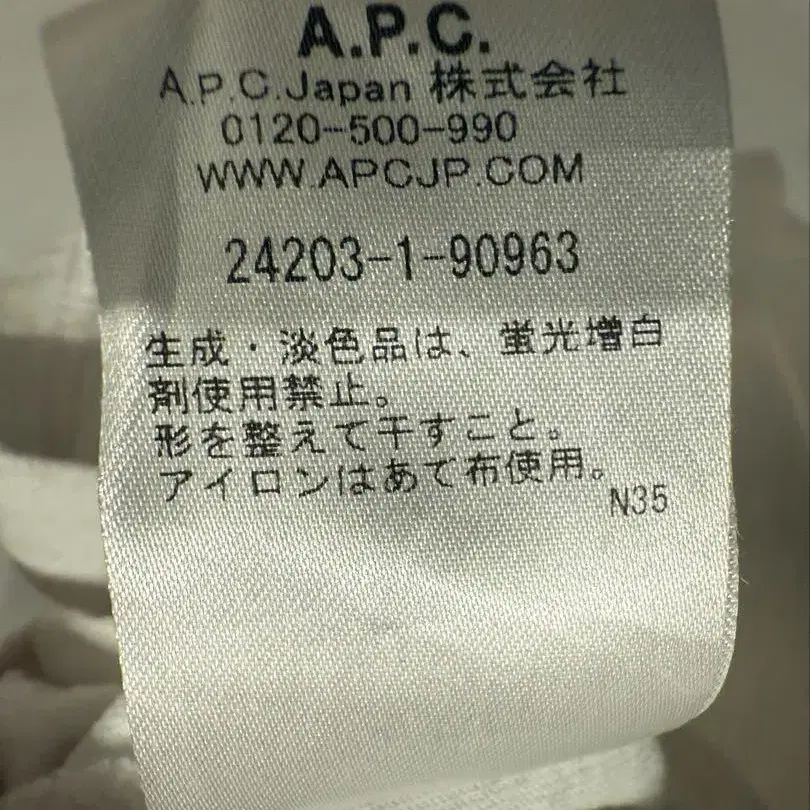 A.P.C.
A.P.C.Japan 株式会社
0120-500-990
WWW.APCJP.COM
24203-1-90963
生成・淡色品は、蛍光増白
剤使用禁止。
形を整えて干すこと。
アイロンはあて布使用。
N35